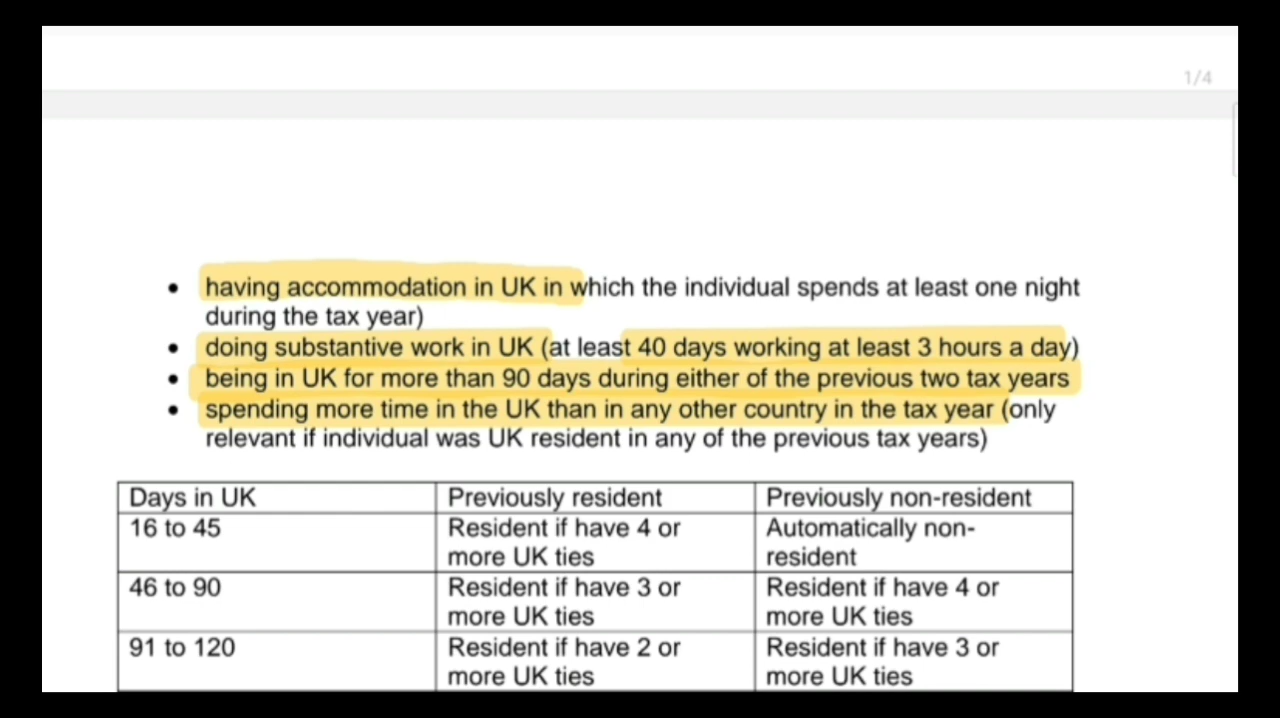 1/4
• having accommodation in UK in which the individual spends at least one night
during the tax year)
• doing substantive work in UK (at least 40 days working at least 3 hours a day)
• being in UK for more than 90 days during either of the previous two tax years
• spending more time in the UK than in any other country in the tax year (only
relevant if individual was UK resident in any of the previous tax years)
Days in UK Previously resident Previously non-resident
16 to 45 Resident if have 4 or Automatically non-
more UK ties resident
46 to 90 Resident if have 3 or Resident if have 4 or
more UK ties more UK ties
91 to 120 Resident if have 2 or Resident if have 3 or
more UK ties more UK ties